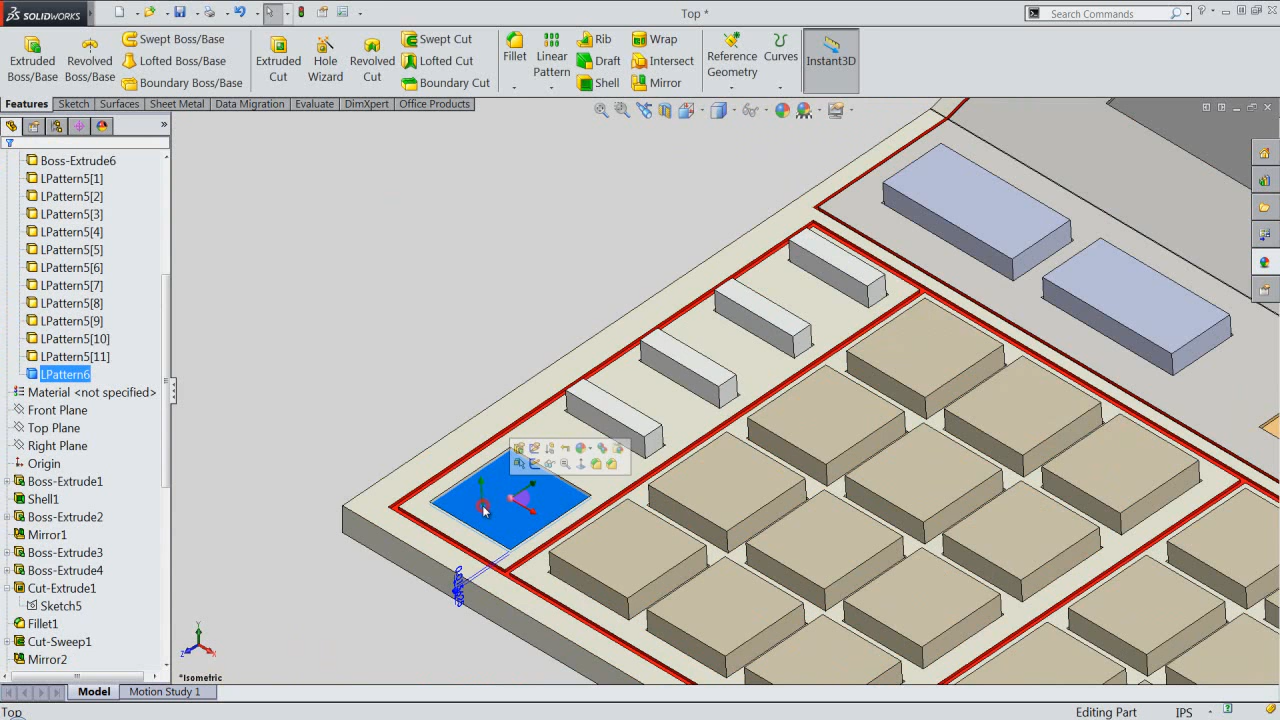 SOLIDWORKS
Top *
Search Commands
Extruded Boss/Base
Revolved Boss/Base
Swept Boss/Base
Lofted Boss/Base
Boundary Boss/Base
Extruded Cut
Hole Wizard
Revolved Cut
Swept Cut
Lofted Cut
Boundary Cut
Fillet
Linear Pattern
Rib
Draft
Shell
Wrap
Intersect
Mirror
Reference Geometry
Curves
Instant3D
Features
Sketch
Surfaces
Sheet Metal
Data Migration
Evaluate
DimXpert
Office Products
Boss-Extrude6
LPattern5[1]
LPattern5[2]
LPattern5[3]
LPattern5[4]
LPattern5[5]
LPattern5[6]
LPattern5[7]
LPattern5[8]
LPattern5[9]
LPattern5[10]
LPattern5[11]
LPattern6
Material <not specified>
Front Plane
Top Plane
Right Plane
Origin
Boss-Extrude1
Shell1
Boss-Extrude2
Mirror1
Boss-Extrude3
Boss-Extrude4
Cut-Extrude1
Sketch5
Fillet1
Cut-Sweep1
Mirror2
Y
Z
X
*Isometric
Model
Motion Study 1
Top
Editing Part
IPS